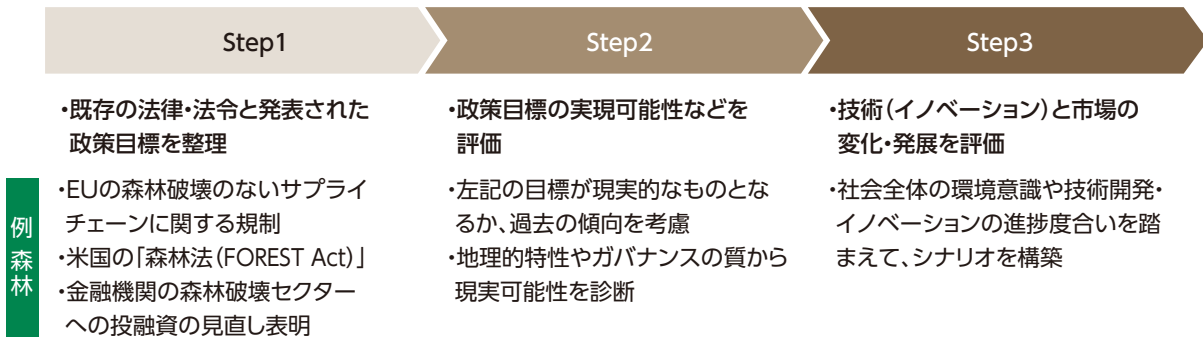 Step1
Step2
Step3
・既存の法律・法令と発表された
政策目標を整理
・政策目標の実現可能性などを
評価
・技術（イノベーション）と市場の
変化・発展を評価
例 森林
・EUの森林破壊のないサプライ
チェーンに関する規制
・米国の「森林法（FOREST Act）」
・金融機関の森林破壊セクター
への投融資の見直し表明
・左記の目標が現実的なものとな
るか、過去の傾向を考慮
・地理的特性やガバナンスの質から
現実可能性を診断
・社会全体の環境意識や技術開発・
イノベーションの進捗度合いを踏
まえて、シナリオを構築